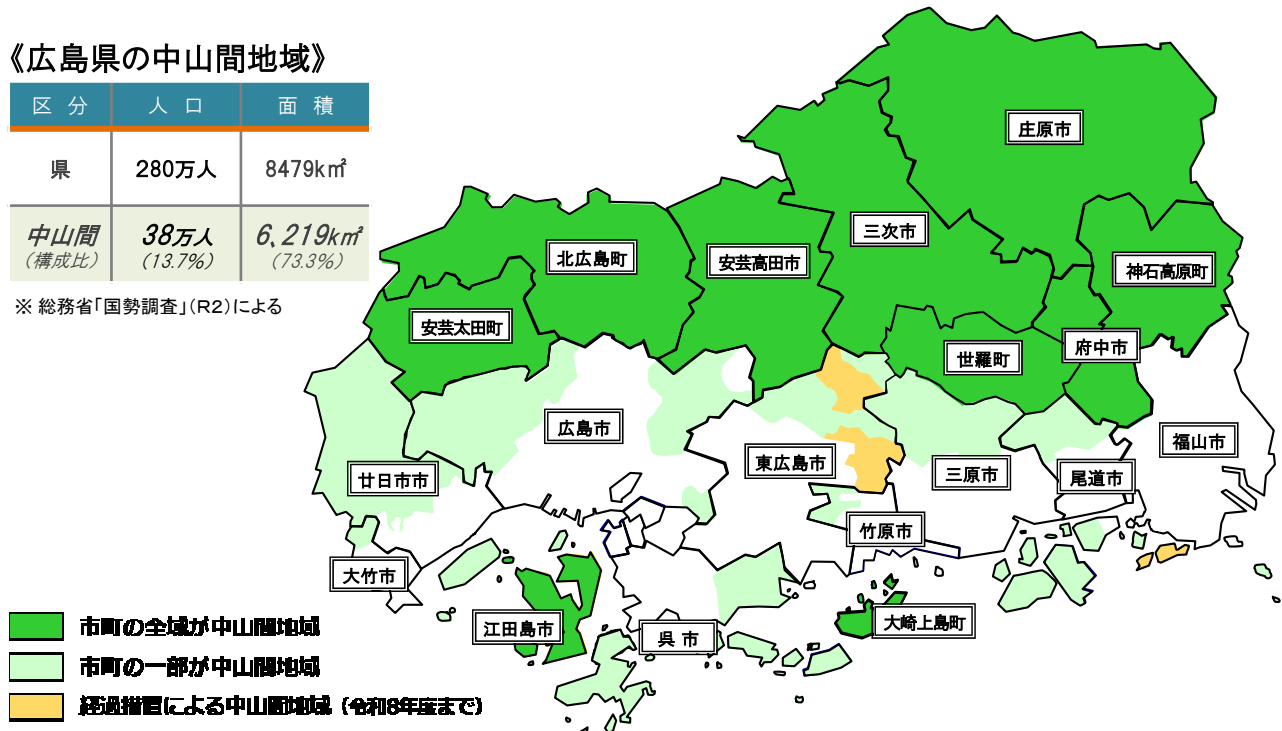 《広島県の中山間地域》
区 分 人 口 面 積
県 280万人 8479k㎡
中山間 38万人 6,219k㎡
(構成比) (13.7%) (73.3%)
※ 総務省「国勢調査」(R2)による
庄原市
三次市
北広島町
安芸高田市
神石高原町
安芸太田町
世羅町
府中市
広島市
福山市
東広島市
廿日市市
三原市
尾道市
竹原市
大竹市
江田島市
呉 市
大崎上島町
市町の全域が中山間地域
市町の一部が中山間地域
経過措置による中山間地域 (令和8年度まで)